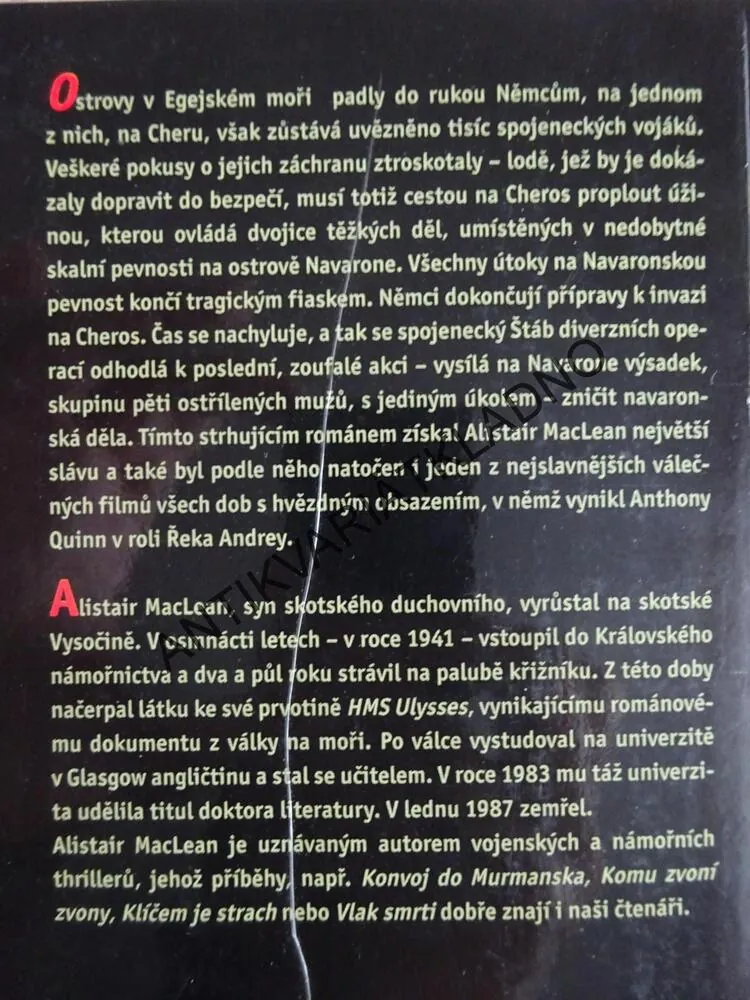 Ostrovy v Egejském moři padly do rukou Němcům, na jednom
z nich, na Cheru, však zůstává uvězněno tisíc spojeneckých vojáků.
Veškeré pokusy o jejich záchranu ztroskotaly – lodě, jež by je doká-
zaly dopravit do bezpečí, musí totiž cestou na Cheros proplout úži-
nou, kterou ovládá dvojice těžkých děl, umístěných v nedobytné
skalní pevnosti na ostrově Navarone. Všechny útoky na Navaronskou
pevnost končí tragickým fiaskem. Němci dokončují přípravy k invazi
na Cheros. Čas se nachyluje, a tak se spojenecký Štáb diverzních ope-
rací odhodlá k poslední, zoufalé akci – vysílá na Navarone výsadek,
skupinu pěti ostřílených mužů, s jediným úkolem – zničit navaron-
ská děla. Tímto strhujícím románem získal Alistair MacLean největší
slávu a také byl podle něho natočen i jeden z nejslavnějších váleč-
ných filmů všech dob s hvězdným obsazením, v němž vynikl Anthony
Quinn v roli Řeka Andrey.
Alistair MacLean, syn skotského duchovního, vyrůstal na skotské
Vysočině. V osmnácti letech – v roce 1941 – vstoupil do Královského
námořnictva a dva a půl roku strávil na palubě křižníku. Z této doby
načerpal látku ke své prvotině HMS Ulysses, vynikajícímu románové-
mu dokumentu z války na moři. Po válce vystudoval na univerzitě
v Glasgow angličtinu a stal se učitelem. V roce 1983 mu táž univerzi-
ta udělila titul doktora literatury. V lednu 1987 zemřel.
Alistair MacLean je uznávaným autorem vojenských a námořních
thrillerů, jehož příběhy, např. Konvoj do Murmanska, Komu zvoní
zvony, Klíčem je strach nebo Vlak smrti dobře znají i naši čtenáři.
ANTIKVARIATKLADNO